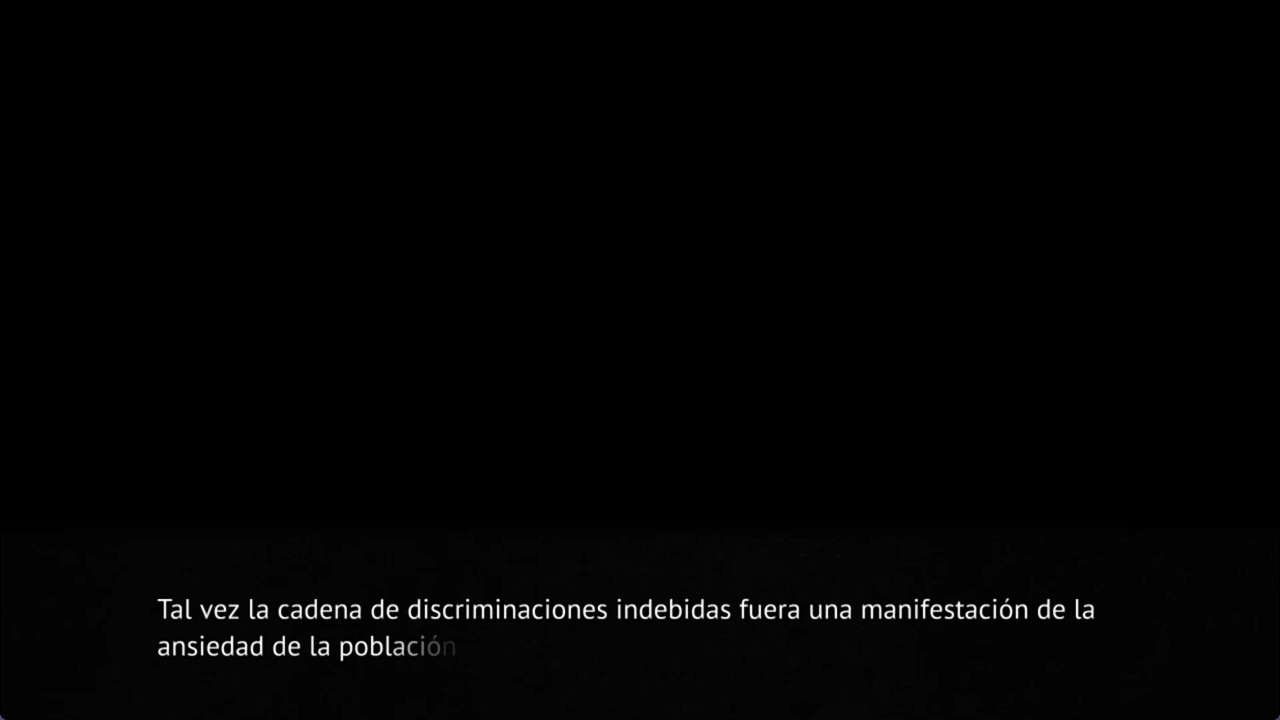 Tal vez la cadena de discriminaciones indebidas fuera una manifestación de la
ansiedad de la población